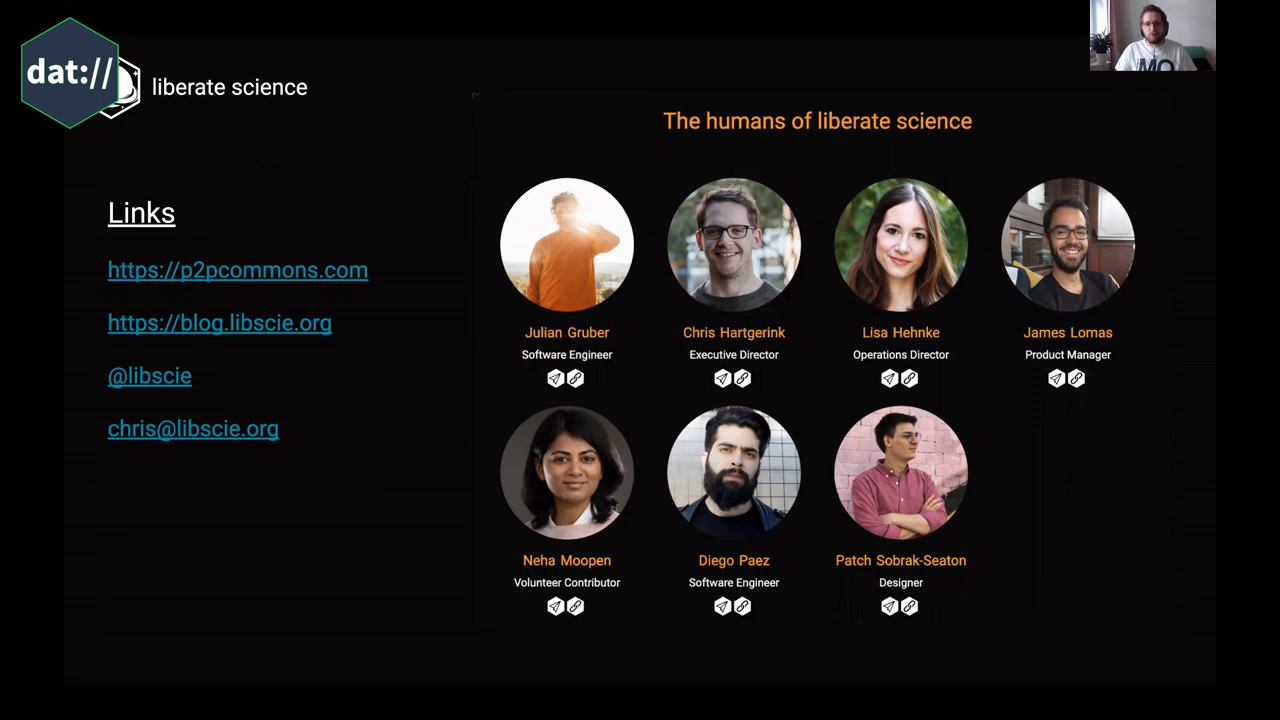 dat://
liberate science
The humans of liberate science
Links
https://p2pcommons.com
https://blog.libscie.org
@libscie
chris@libscie.org
Julian Gruber
Software Engineer
Chris Hartgerink
Executive Director
Lisa Hehnke
Operations Director
James Lomas
Product Manager
Neha Moopen
Volunteer Contributor
Diego Paez
Software Engineer
Patch Sobrak-Seaton
Designer
MO